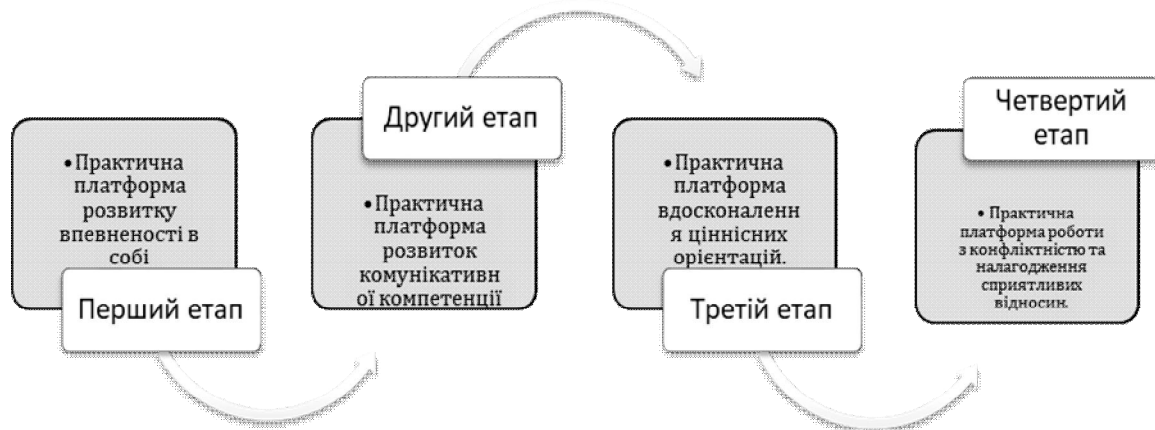 •Практична
платформа
розвитку
впевненості в
собі
Перший етап
Другий етап
•Практична
платформа
розвиток
комунікативн
ої компетенції
•Практична
платформа
вдосконаленн
я ціннісних
орієнтацій.
Третій етап
Четвертий
етап
• Практична
платформа роботи
з конфліктністю та
налагодження
сприятливих
відносин.